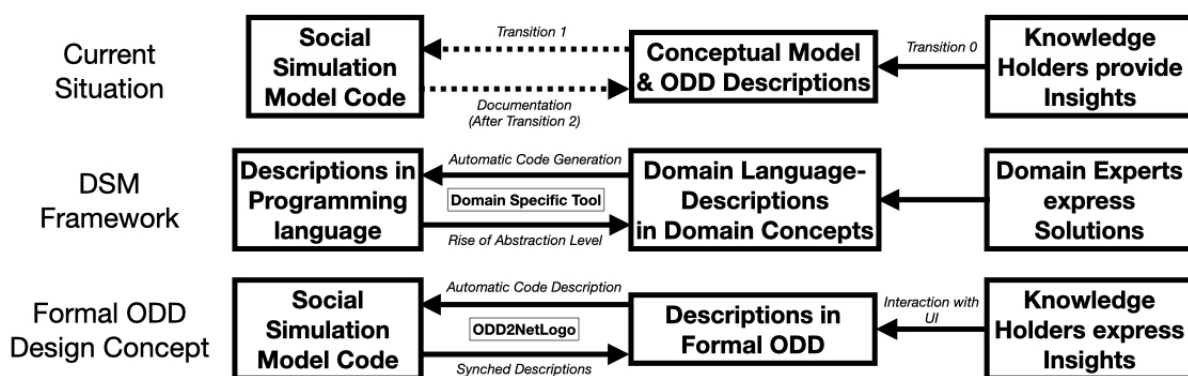 Current
Situation
Social
Simulation
Model Code
Transition 1
Documentation
(After Transition 2)
Conceptual Model
& ODD Descriptions
Transition 0
Knowledge
Holders provide
Insights
DSM
Framework
Descriptions in
Programming
language
Automatic Code Generation
Domain Specific Tool
Rise of Abstraction Level
Domain Language-
Descriptions
in Domain Concepts
Domain Experts
express
Solutions
Formal ODD
Design Concept
Social
Simulation
Model Code
Automatic Code Description
ODD2NetLogo
Synched Descriptions
Descriptions in
Formal ODD
Interaction with
UI
Knowledge
Holders express
Insights